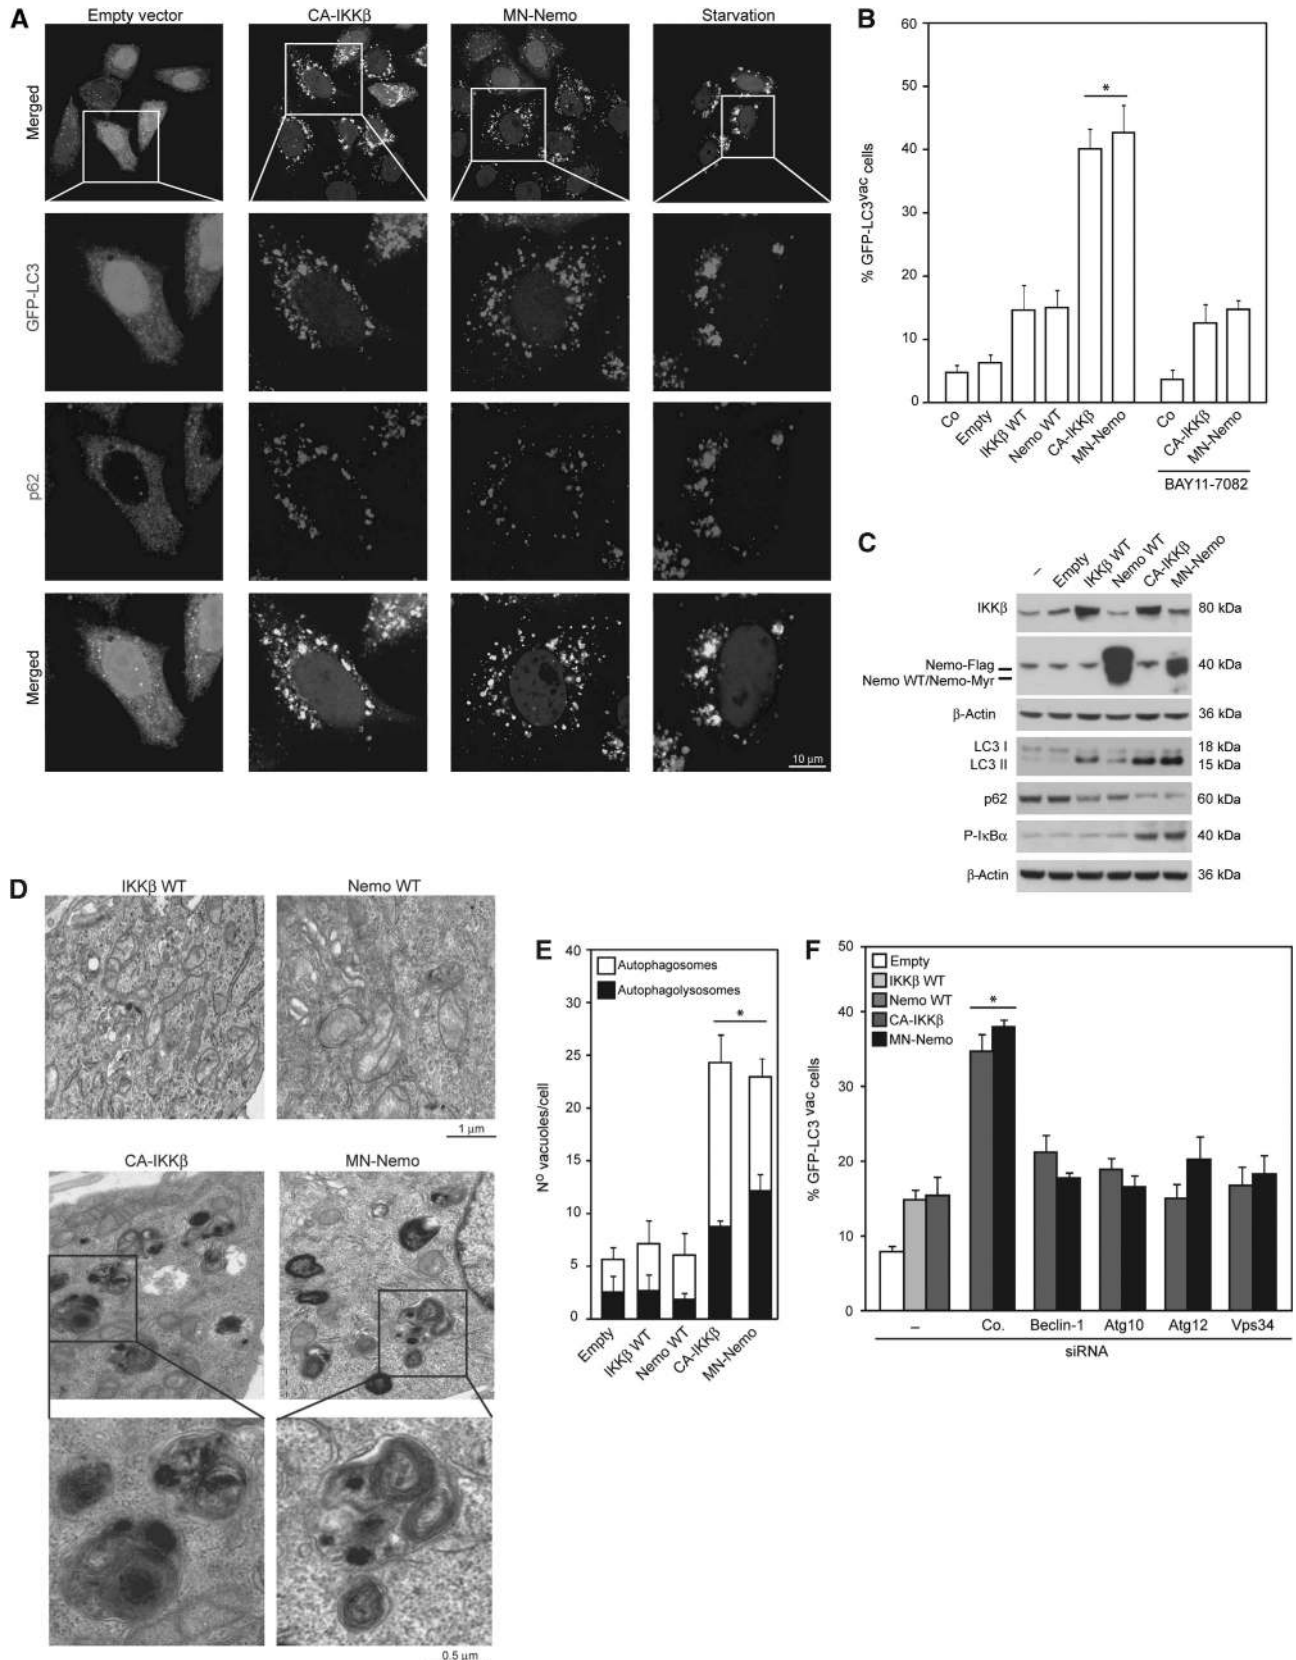 A
Empty vector
CA-IKKβ
MN-Nemo
Starvation
Merged
GFP-LC3
p62
Merged
10 µm
B
% GFP-LC3vac cells
60
50
40
30
20
10
0
Co
Empty
IKKβ WT
Nemo WT
CA-IKKβ
MN-Nemo
Co
CA-IKKβ
MN-Nemo
*
BAY11-7082
C
–
Empty
IKKβ WT
Nemo WT
CA-IKKβ
MN-Nemo
IKKβ 80 kDa
Nemo-Flag 40 kDa
Nemo WT/Nemo-Myr
β-Actin 36 kDa
LC3 I 18 kDa
LC3 II 15 kDa
p62 60 kDa
P-IκBα 40 kDa
β-Actin 36 kDa
D
IKKβ WT
Nemo WT
1 µm
CA-IKKβ
MN-Nemo
0.5 µm
E
Nº vacuoles/cell
40
30
25
20
15
10
5
0
Autophagosomes
Autophagolysosomes
*
Empty
IKKβ WT
Nemo WT
CA-IKKβ
MN-Nemo
F
% GFP-LC3 vac cells
50
40
30
20
10
0
Empty
IKKβ WT
Nemo WT
CA-IKKβ
MN-Nemo
*
– Co. Beclin-1 Atg10 Atg12 Vps34
siRNA